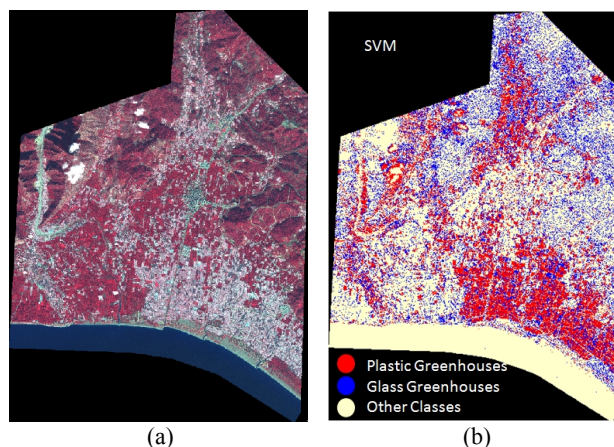 SVM
Plastic Greenhouses
Glass Greenhouses
Other Classes
(a)
(b)